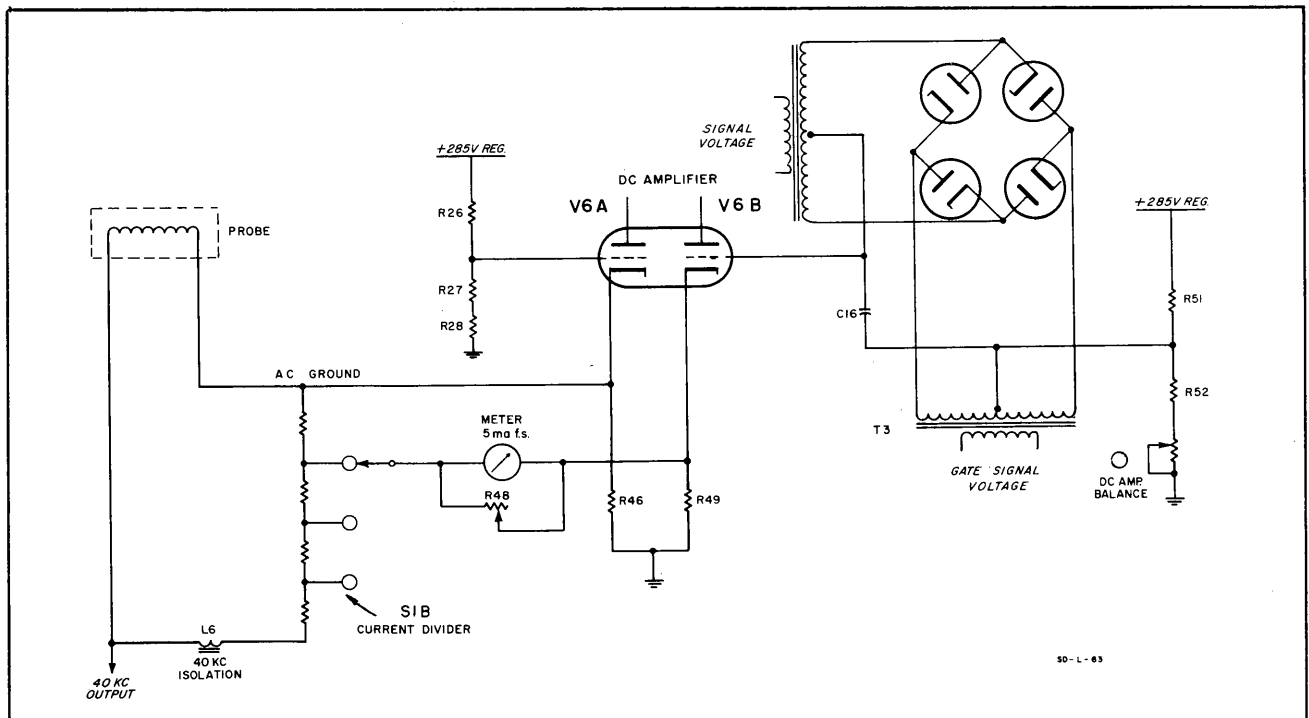 SIGNAL
VOLTAGE
+285V REG.
DC AMPLIFIER
V6A
V6B
R26
PROBE
+285V REG.
R27
R28
C16
R51
AC GROUND
R52
METER
5 ma f.s.
T3
R48
R46
R49
GATE SIGNAL
VOLTAGE
DC AMP.
BALANCE
S1B
CURRENT DIVIDER
L6
40 KC
ISOLATION
40 KC
OUTPUT
SD-L-63